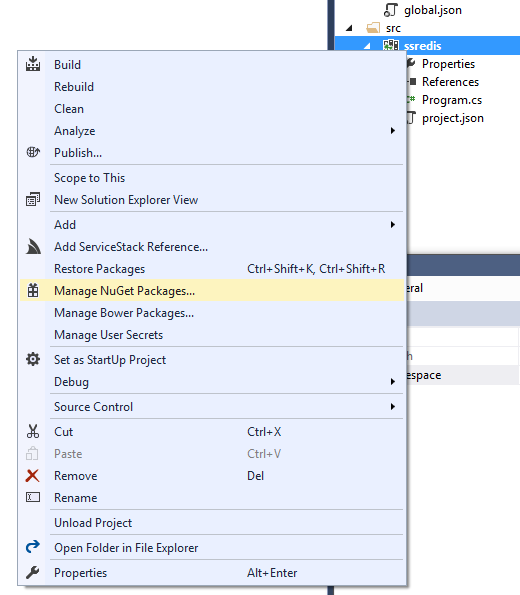 global.json
src
ssredis
Properties
References
Program.cs
project.json
Build
Rebuild
Clean
Analyze
Publish...
Scope to This
New Solution Explorer View
Add
Add ServiceStack Reference...
Restore Packages Ctrl+Shift+K, Ctrl+Shift+R
Manage NuGet Packages...
Manage Bower Packages...
Manage User Secrets
Set as StartUp Project
Debug
Source Control
Cut Ctrl+X
Paste Ctrl+V
Remove Del
Rename
Unload Project
Open Folder in File Explorer
Properties Alt+Enter
eral
h
espace